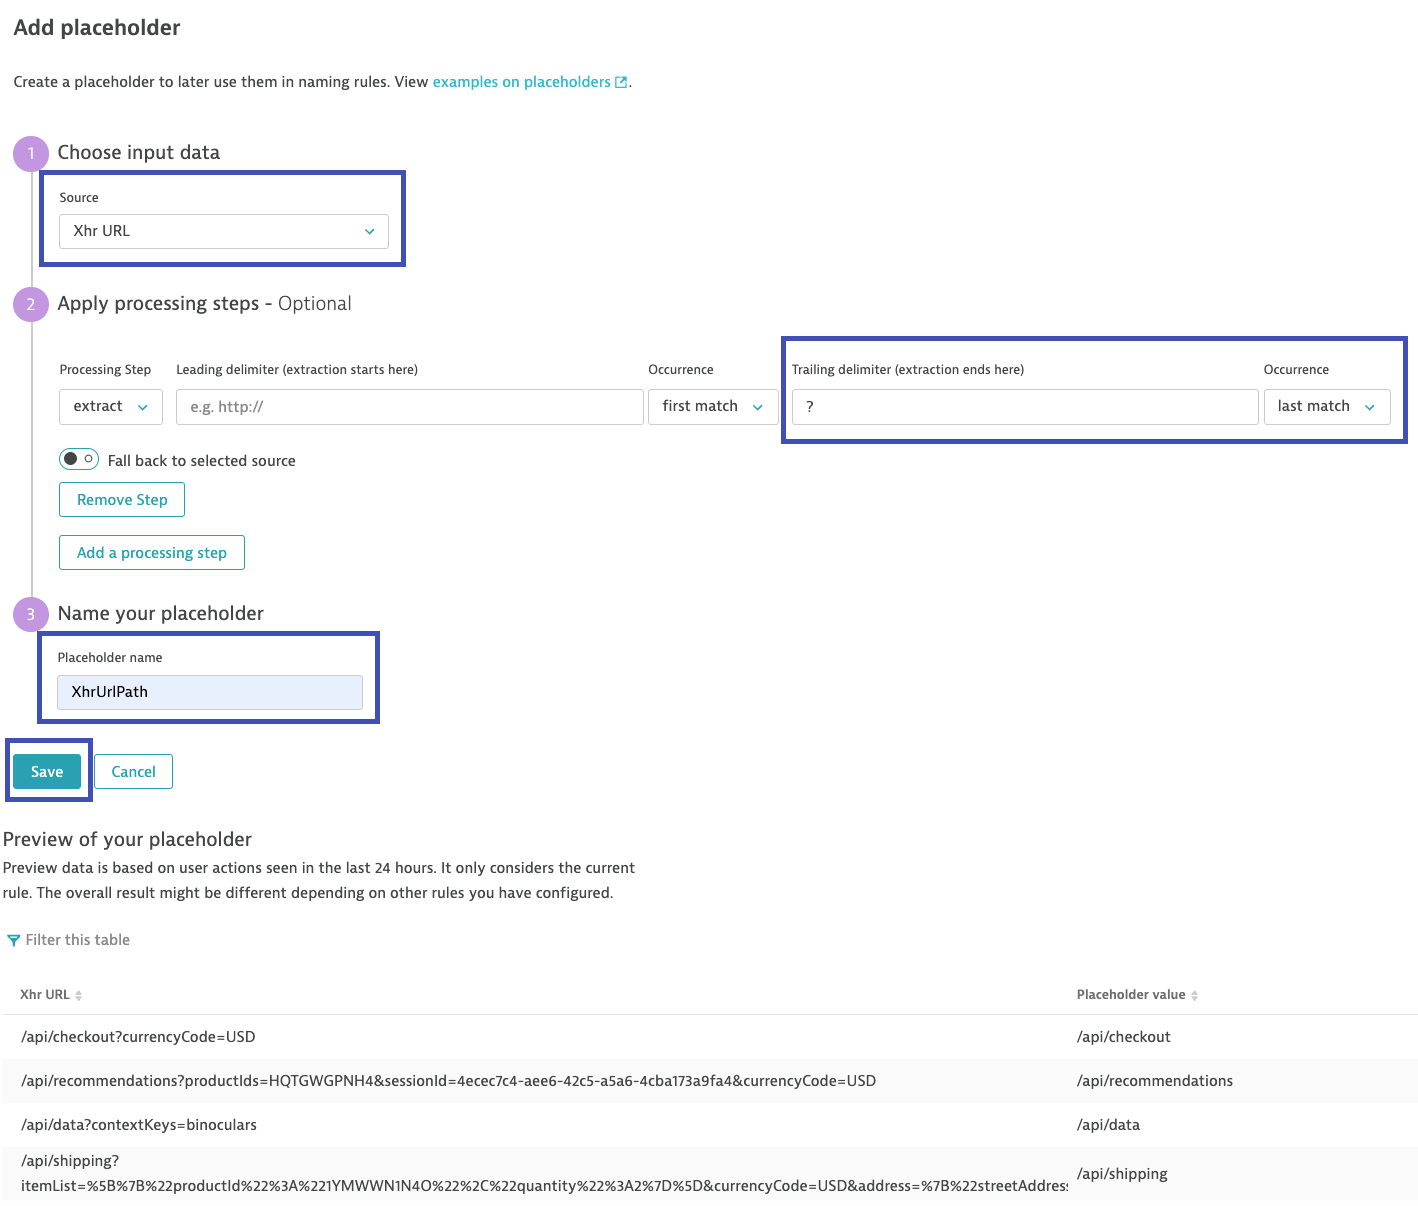 Add placeholder
Create a placeholder to later use them in naming rules. View examples on placeholders.
1 Choose input data
Source
Xhr URL
2 Apply processing steps - Optional
Processing Step Leading delimiter (extraction starts here) Occurrence Trailing delimiter (extraction ends here) Occurrence
extract e.g. http:// first match ? last match
Fall back to selected source
Remove Step
Add a processing step
3 Name your placeholder
Placeholder name
XhrUrlPath
Save Cancel
Preview of your placeholder
Preview data is based on user actions seen in the last 24 hours. It only considers the current
rule. The overall result might be different depending on other rules you have configured.
Filter this table
Xhr URL Placeholder value
/api/checkout?currencyCode=USD /api/checkout
/api/recommendations?productIds=HQTGWGPNH4&sessionId=4ecec7c4-aee6-42c5-a5a6-4cba173a9fa4&currencyCode=USD /api/recommendations
/api/data?contextKeys=binoculars /api/data
/api/shipping?
itemList=%5B%7B%22productId%22%3A%221YMWWN1N4O%22%2C%22quantity%22%3A2%7D%5D&currencyCode=USD&address=%7B%22streetAddres /api/shipping